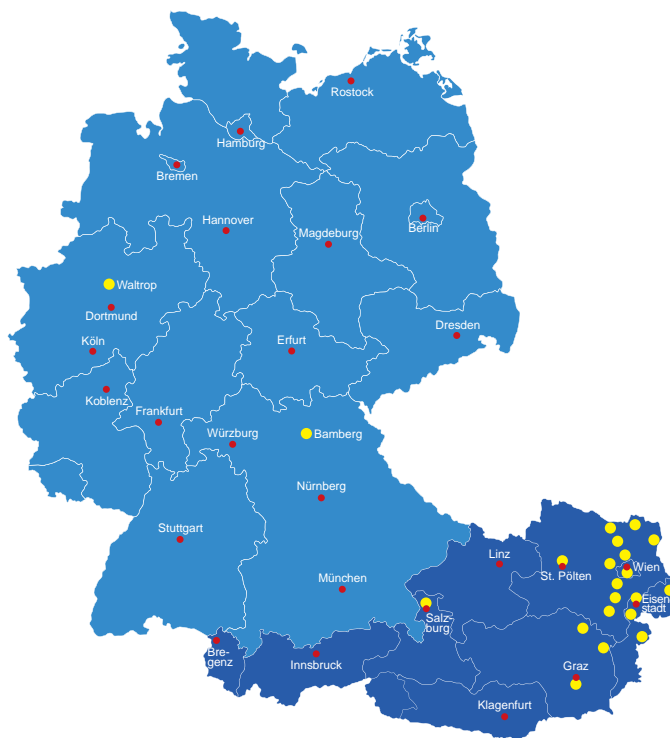 Rostock
Hamburg
Bremen
Hannover
Magdeburg
Berlin
Waltrop
Dortmund
Köln
Erfurt
Dresden
Koblenz
Frankfurt
Würzburg
Bamberg
Nürnberg
Stuttgart
München
Linz
St. Pölten
Wien
Eisen
stadt
Salz-
burg
Bre-
genz
Innsbruck
Graz
Klagenfurt